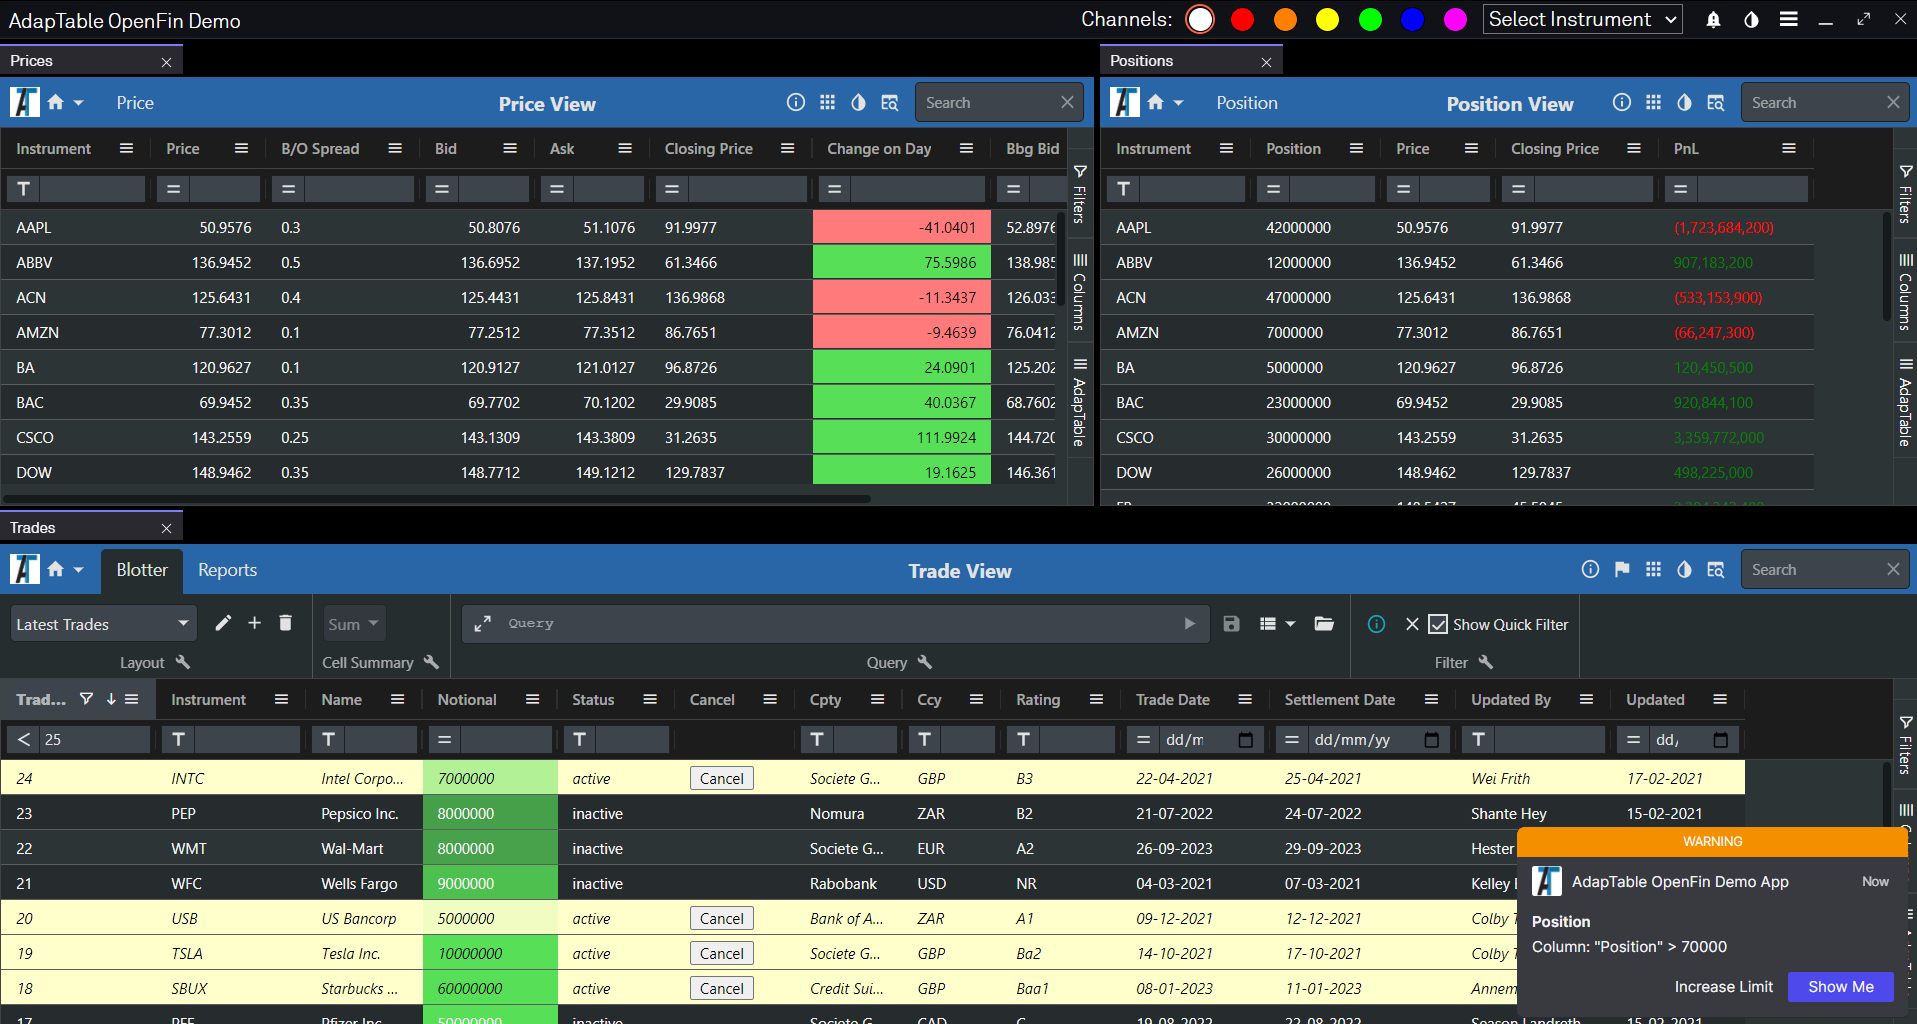 AdapTable OpenFin Demo Channels: Select Instrument
Prices
Price Price View Search
Instrument Price B/O Spread Bid Ask Closing Price Change on Day Bbg Bid
AAPL 50.9576 0.3 50.8076 51.1076 91.9977 -41.0401 52.8976
ABBV 136.9452 0.5 136.6952 137.1952 61.3466 75.5986 138.985
ACN 125.6431 0.4 125.4431 125.8431 136.9868 -11.3437 126.033
AMZN 77.3012 0.1 77.2512 77.3512 86.7651 -9.4639 76.0412
BA 120.9627 0.1 120.9127 121.0127 96.8726 24.0901 125.202
BAC 69.9452 0.35 69.7702 70.1202 29.9085 40.0367 68.7602
CSCO 143.2559 0.25 143.1309 143.3809 31.2635 111.9924 144.720
DOW 148.9462 0.35 148.7712 149.1212 129.7837 19.1625 146.361
Filters
Columns
AdapTable
Positions
Position Position View Search
Instrument Position Price Closing Price PnL
AAPL 42000000 50.9576 91.9977 (1,723,684,200)
ABBV 12000000 136.9452 61.3466 907,183,200
ACN 47000000 125.6431 136.9868 (533,153,900)
AMZN 7000000 77.3012 86.7651 (66,247,300)
BA 5000000 120.9627 96.8726 120,450,500
BAC 23000000 69.9452 29.9085 920,844,100
CSCO 30000000 143.2559 31.2635 3,359,772,000
DOW 26000000 148.9462 129.7837 498,225,000
Filters
Columns
AdapTable
Trades
Blotter Reports Trade View Search
Latest Trades Sum Query Show Quick Filter
Layout Cell Summary Query Filter
Trad... Instrument Name Notional Status Cancel Cpty Ccy Rating Trade Date Settlement Date Updated By Updated
< 25 dd/m dd/mm/yy dd/
24 INTC Intel Corpo... 7000000 active Cancel Societe G... GBP B3 22-04-2021 25-04-2021 Wei Frith 17-02-2021
23 PEP Pepsico Inc. 8000000 inactive Nomura ZAR B2 21-07-2022 24-07-2022 Shante Hey 15-02-2021
22 WMT Wal-Mart 8000000 inactive Societe G... EUR A2 26-09-2023 29-09-2023 Hester
21 WFC Wells Fargo 9000000 inactive Rabobank USD NR 04-03-2021 07-03-2021 Kelley
20 USB US Bancorp 5000000 active Cancel Bank of A... ZAR A1 09-12-2021 12-12-2021 Colby
19 TSLA Tesla Inc. 10000000 active Cancel Societe G... GBP Ba2 14-10-2021 17-10-2021 Colby
18 SBUX Starbucks ... 60000000 active Cancel Credit Sui... GBP Baa1 08-01-2023 11-01-2023 Annem
17 PFE Pfizer Inc. 50000000 inactive Societe G... CAD C 19-08-2022 22-08-2022 Season Landreth 15-02-2021
Filters
WARNING
AdapTable OpenFin Demo App Now
Position
Column: "Position" > 70000
Increase Limit Show Me